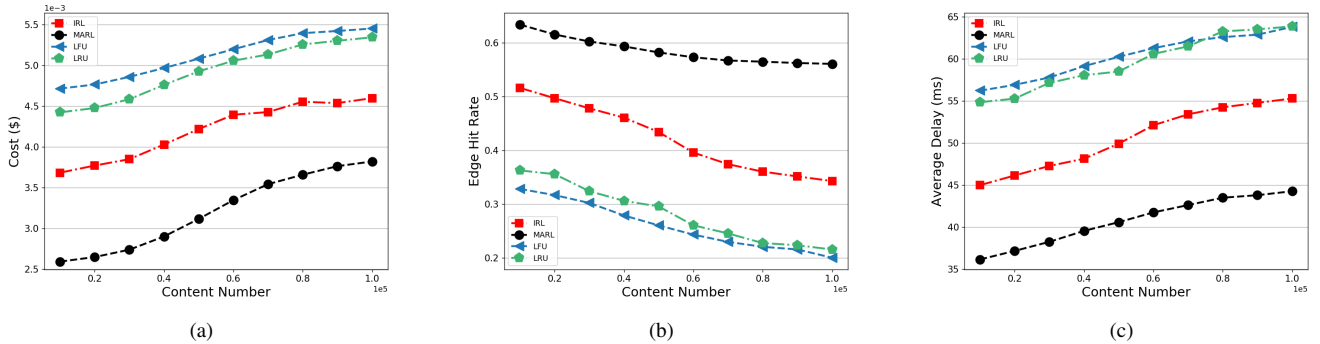 1e−3
5.5
5.0
4.5
4.0
3.5
3.0
2.5
Cost ($)
IRL
MARL
LFU
LRU
0.2
0.4
0.6
0.8
1.0
1e5
Content Number
(a)
0.6
0.5
0.4
0.3
0.2
Edge Hit Rate
IRL
MARL
LFU
LRU
0.2
0.4
0.6
0.8
1.0
1e5
Content Number
(b)
65
60
55
50
45
40
35
Average Delay (ms)
IRL
MARL
LFU
LRU
0.2
0.4
0.6
0.8
1.0
1e5
Content Number
(c)